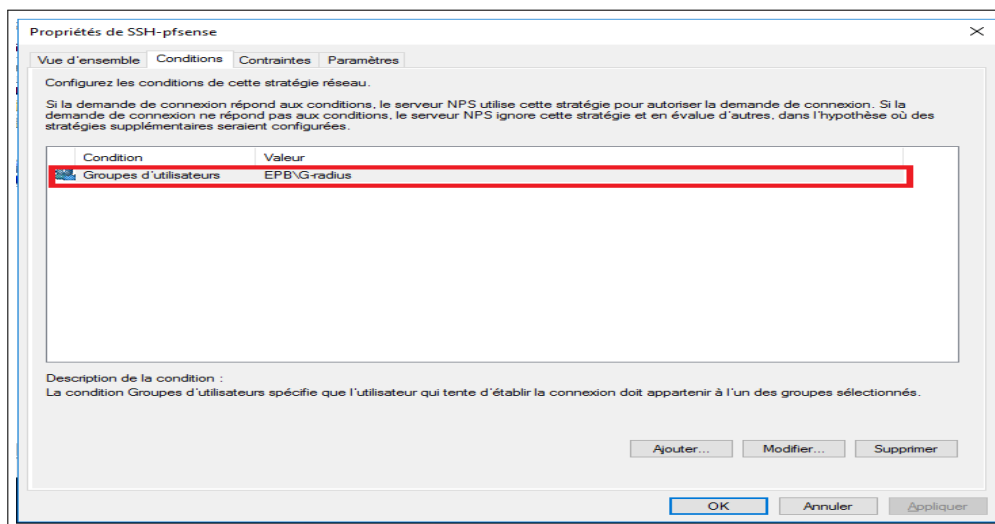 Propriétés de SSH-pfsense
Vue d'ensemble Conditions Contraintes Paramètres
Configurez les conditions de cette stratégie réseau.
Si la demande de connexion répond aux conditions, le serveur NPS utilise cette stratégie pour autoriser la demande de connexion. Si la
demande de connexion ne répond pas aux conditions, le serveur NPS ignore cette stratégie et en évalue d'autres, dans l'hypothèse où des
stratégies supplémentaires seraient configurées.
Condition Valeur
Groupes d'utilisateurs EPB\G-radius
Description de la condition :
La condition Groupes d'utilisateurs spécifie que l'utilisateur qui tente d'établir la connexion doit appartenir à l'un des groupes sélectionnés.
Ajouter... Modifier... Supprimer
OK Annuler Appliquer